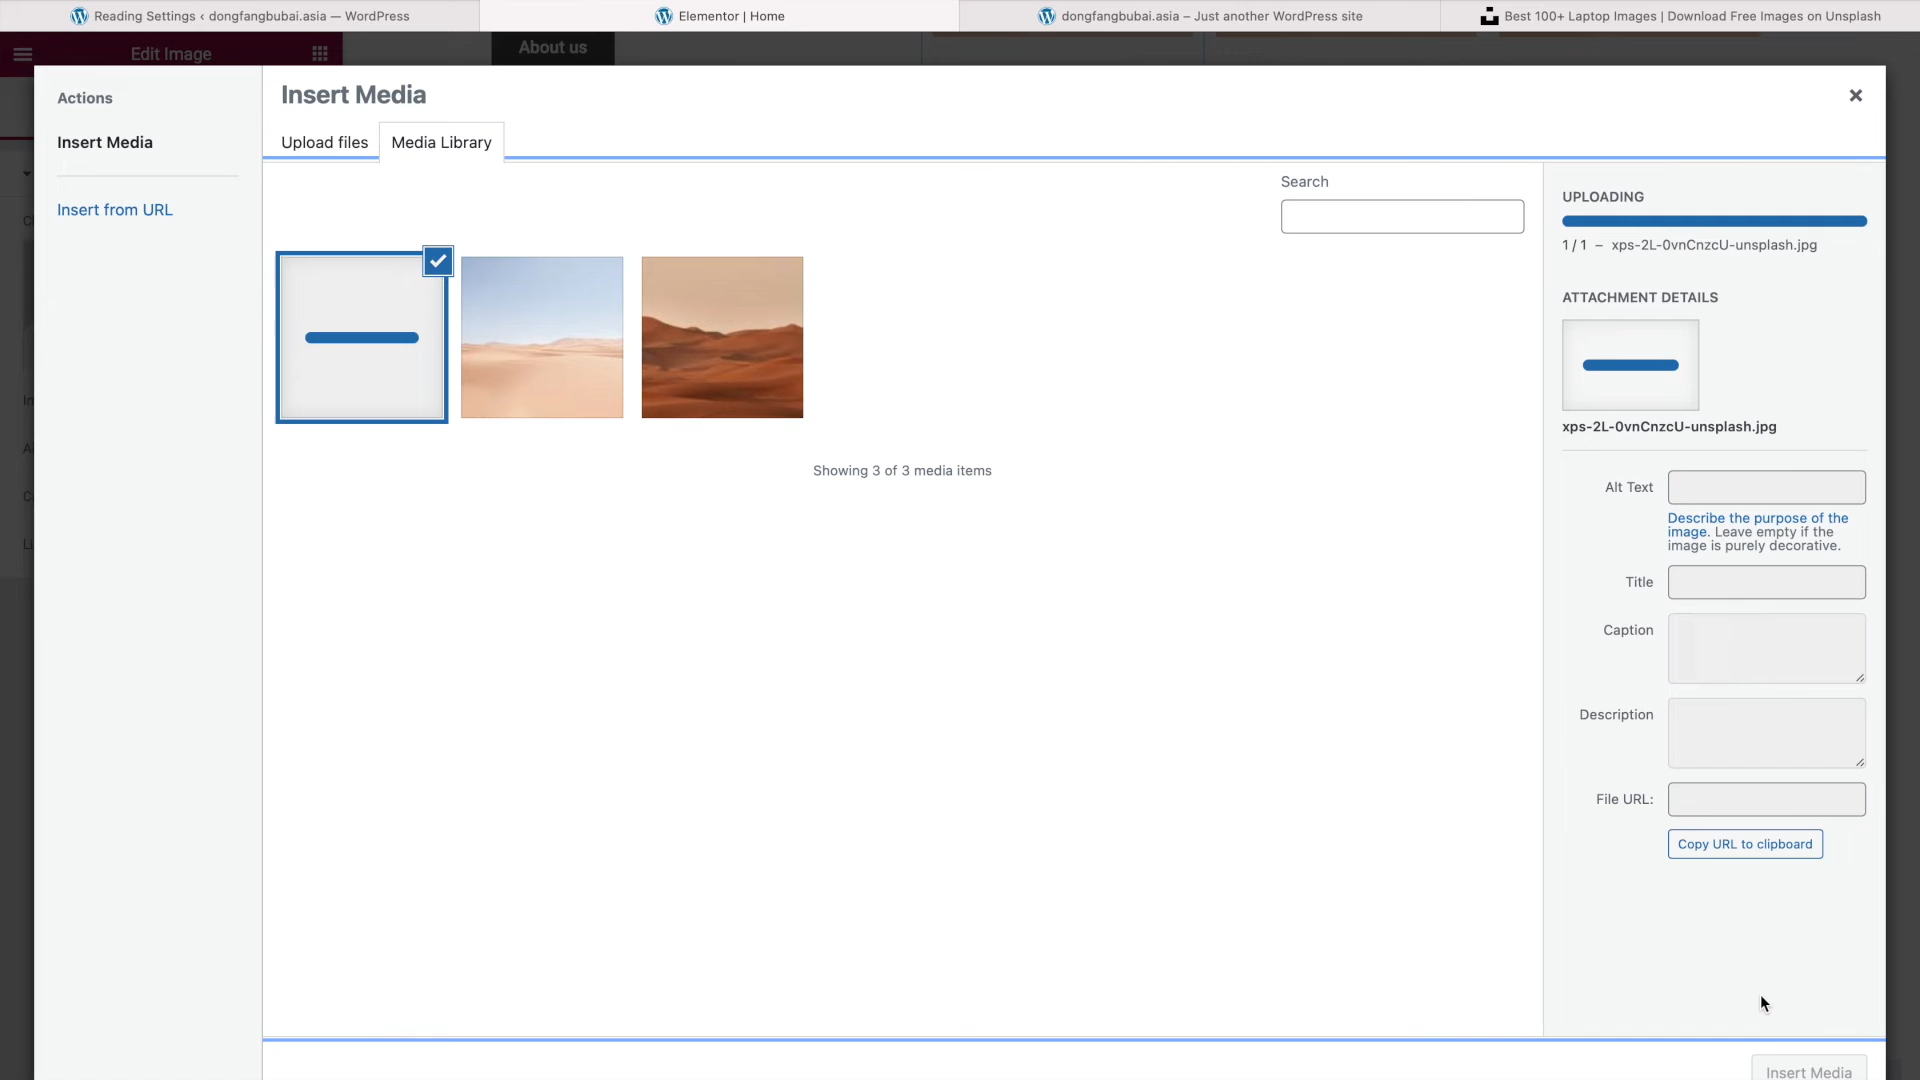 Reading Settings ‹ dongfangbubai.asia — WordPress
Elementor | Home
dongfangbubai.asia – Just another WordPress site
Best 100+ Laptop Images | Download Free Images on Unsplash
Edit Image
About us
Actions
Insert Media
Insert from URL
Insert Media
Upload files
Media Library
Search
Showing 3 of 3 media items
UPLOADING
1 / 1 – xps-2L-0vnCnzcU-unsplash.jpg
ATTACHMENT DETAILS
xps-2L-0vnCnzcU-unsplash.jpg
Alt Text
Describe the purpose of the
image. Leave empty if the
image is purely decorative.
Title
Caption
Description
File URL:
Copy URL to clipboard
Insert Media